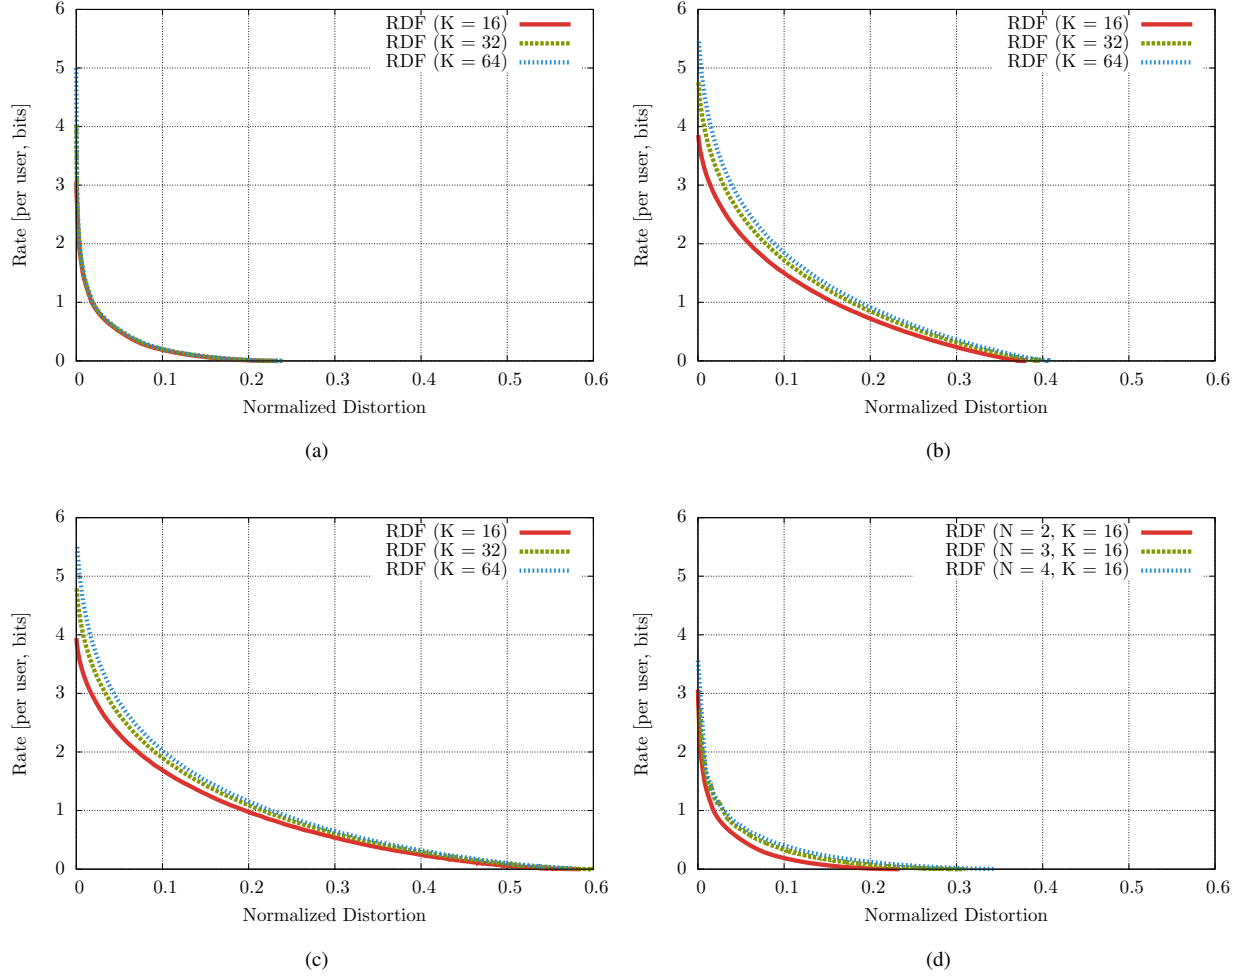 6
5
4
3
2
1
0
0
0.1
0.2
0.3
0.4
0.5
0.6
Rate [per user, bits]
Normalized Distortion
RDF (K = 16)
RDF (K = 32)
RDF (K = 64)
(a)
6
5
4
3
2
1
0
0
0.1
0.2
0.3
0.4
0.5
0.6
Rate [per user, bits]
Normalized Distortion
RDF (K = 16)
RDF (K = 32)
RDF (K = 64)
(b)
6
5
4
3
2
1
0
0
0.1
0.2
0.3
0.4
0.5
0.6
Rate [per user, bits]
Normalized Distortion
RDF (K = 16)
RDF (K = 32)
RDF (K = 64)
(c)
6
5
4
3
2
1
0
0
0.1
0.2
0.3
0.4
0.5
0.6
Rate [per user, bits]
Normalized Distortion
RDF (N = 2, K = 16)
RDF (N = 3, K = 16)
RDF (N = 4, K = 16)
(d)